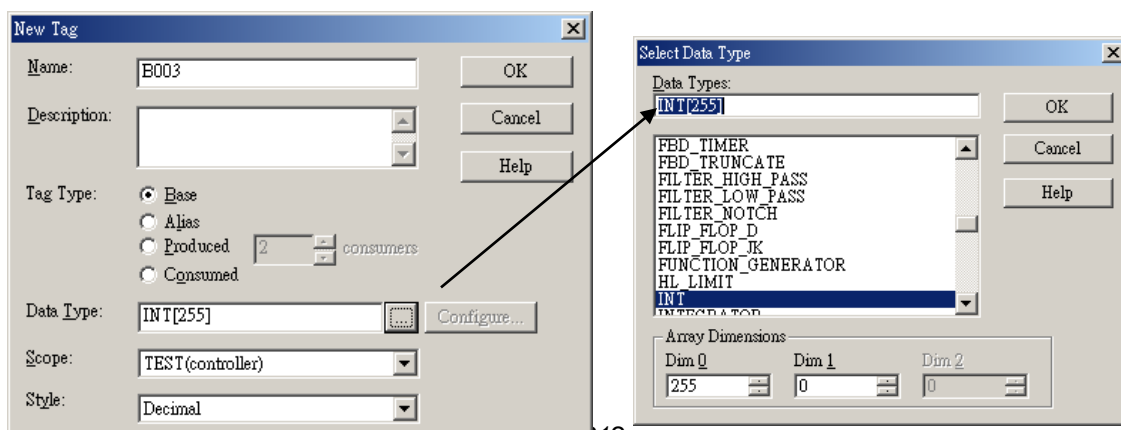 New Tag
Name: B003 OK
Description: Cancel
Help
Tag Type: Base
Alias
Produced 2 consumers
Consumed
Data Type: INT[255] ... Configure...
Scope: TEST(controller)
Style: Decimal
Select Data Type
Data Types:
INT[255] OK
FBD_TIMER Cancel
FBD_TRUNCATE
FILTER_HIGH_PASS
FILTER_LOW_PASS Help
FILTER_NOTCH
FLIP_FLOP_D
FLIP_FLOP_JK
FUNCTION_GENERATOR
HL_LIMIT
INT
INTEGRATOR
Array Dimensions
Dim 0 Dim 1 Dim 2
255 0 0